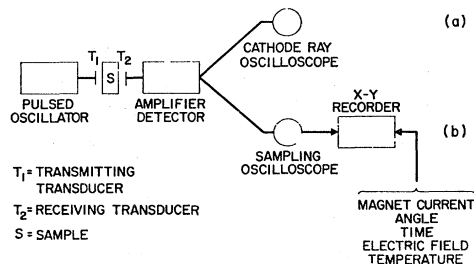 (a)
T1 T2
S
CATHODE RAY
OSCILLOSCOPE
PULSED
OSCILLATOR
AMPLIFIER
DETECTOR
X-Y
RECORDER
(b)
SAMPLING
OSCILLOSCOPE
T1 = TRANSMITTING
TRANSDUCER
T2 = RECEIVING TRANSDUCER
S = SAMPLE
MAGNET CURRENT
ANGLE
TIME
ELECTRIC FIELD
TEMPERATURE